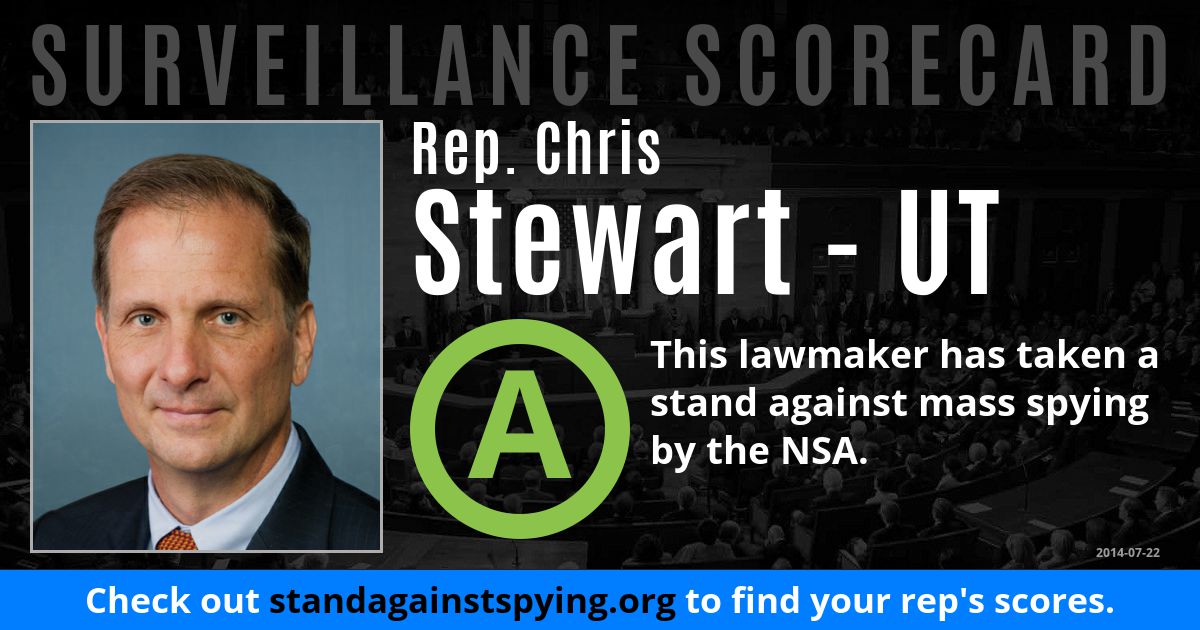 SURVEILLANCE SCORECARD
Rep. Chris
Stewart - UT
A
This lawmaker has taken a
stand against mass spying
by the NSA.
2014-07-22
Check out standagainstspying.org to find your rep's scores.